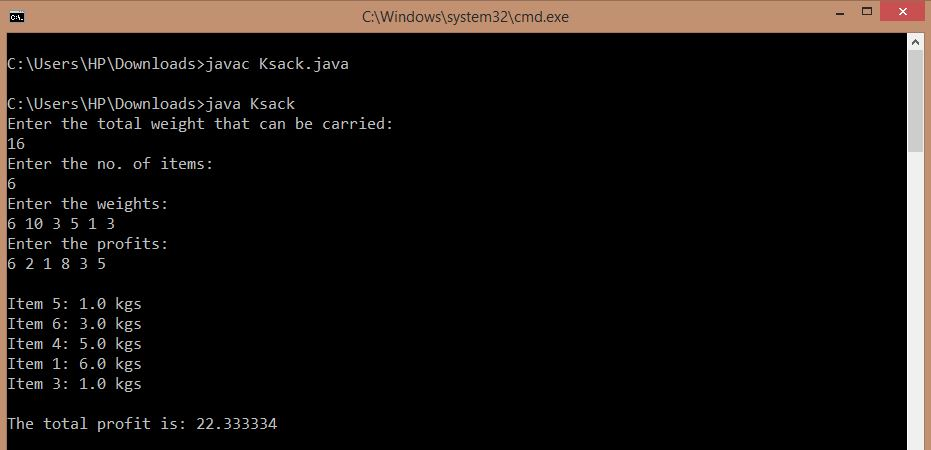 C:\Windows\system32\cmd.exe
C:\Users\HP\Downloads>javac Ksack.java
C:\Users\HP\Downloads>java Ksack
Enter the total weight that can be carried:
16
Enter the no. of items:
6
Enter the weights:
6 10 3 5 1 3
Enter the profits:
6 2 1 8 3 5
Item 5: 1.0 kgs
Item 6: 3.0 kgs
Item 4: 5.0 kgs
Item 1: 6.0 kgs
Item 3: 1.0 kgs
The total profit is: 22.333334